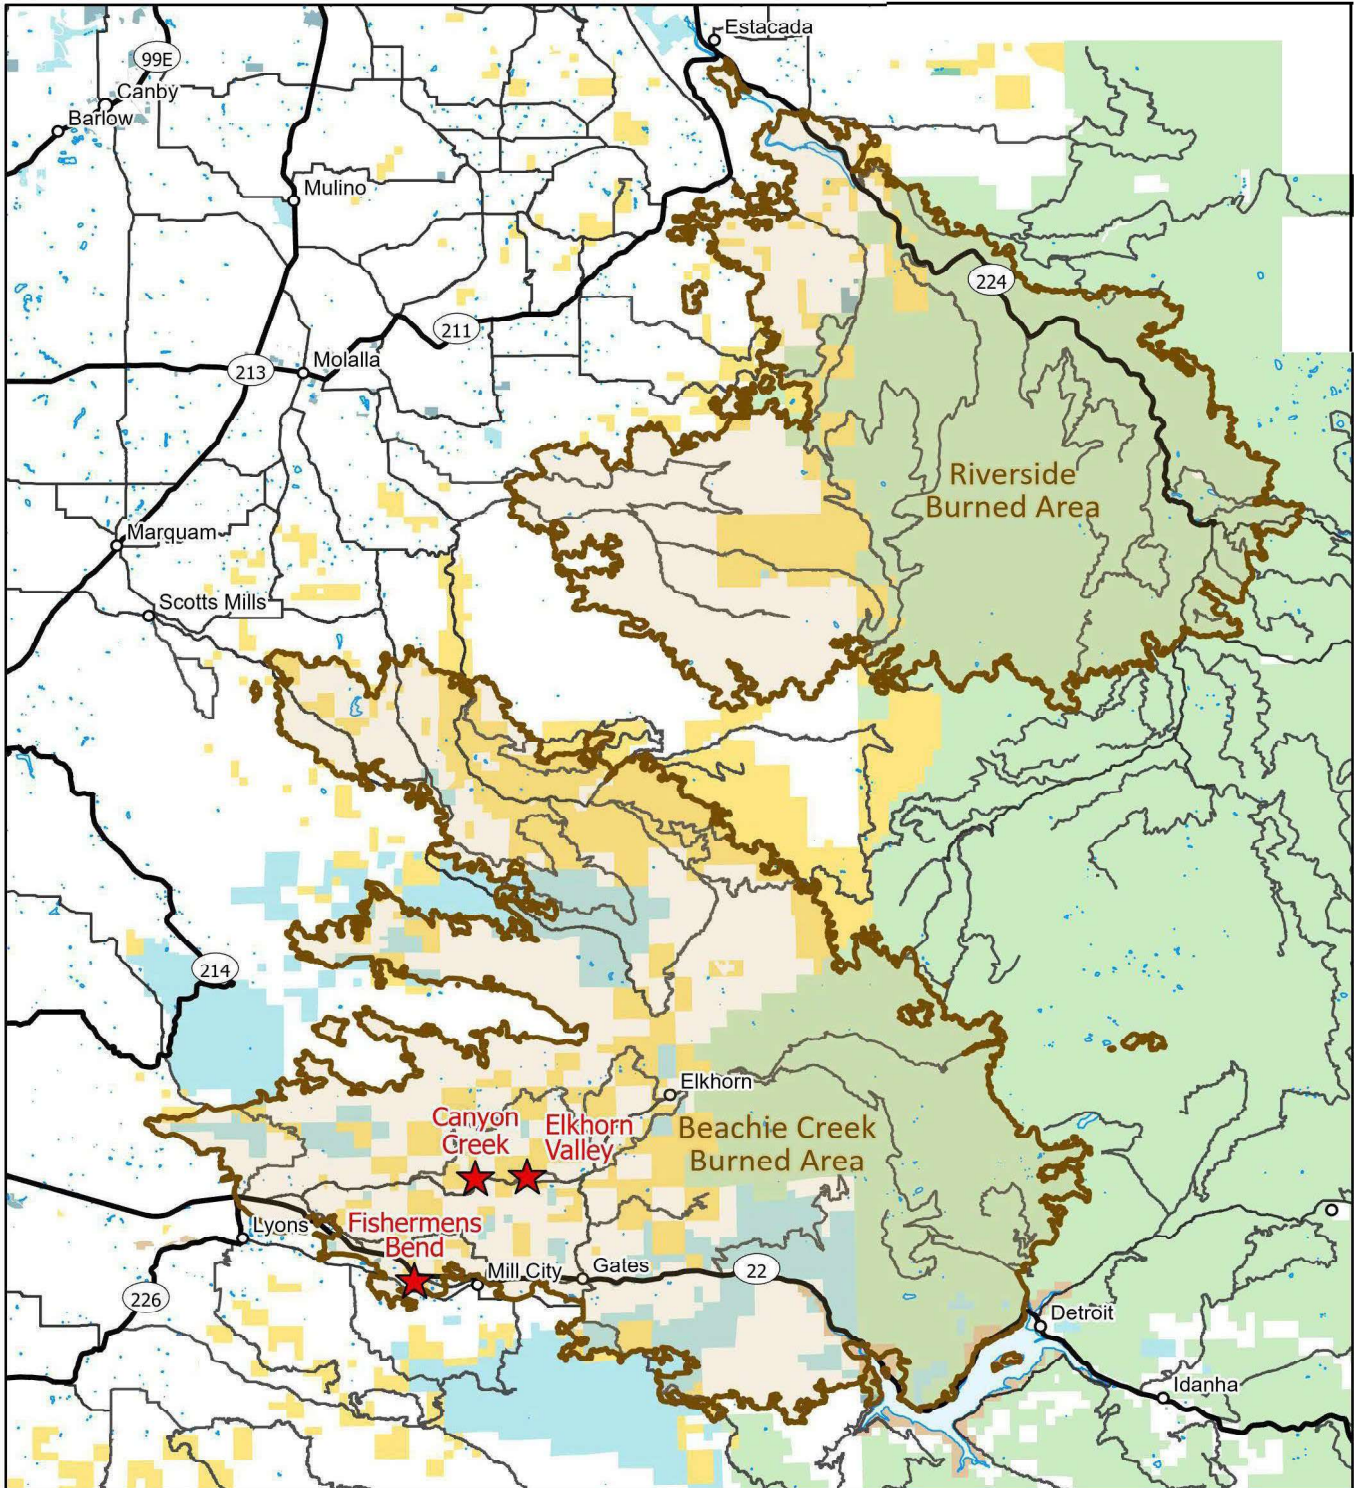 Estacada
99E
Canby
Barlow
Mulino
224
211
Molalla
213
Riverside
Burned Area
Marquam
Scotts Mills
214
Elkhorn
Canyon
Creek
Elkhorn
Valley
Beachie Creek
Burned Area
Lyons
Fishermens
Bend
Mill City
Gates
22
226
Detroit
Idanha